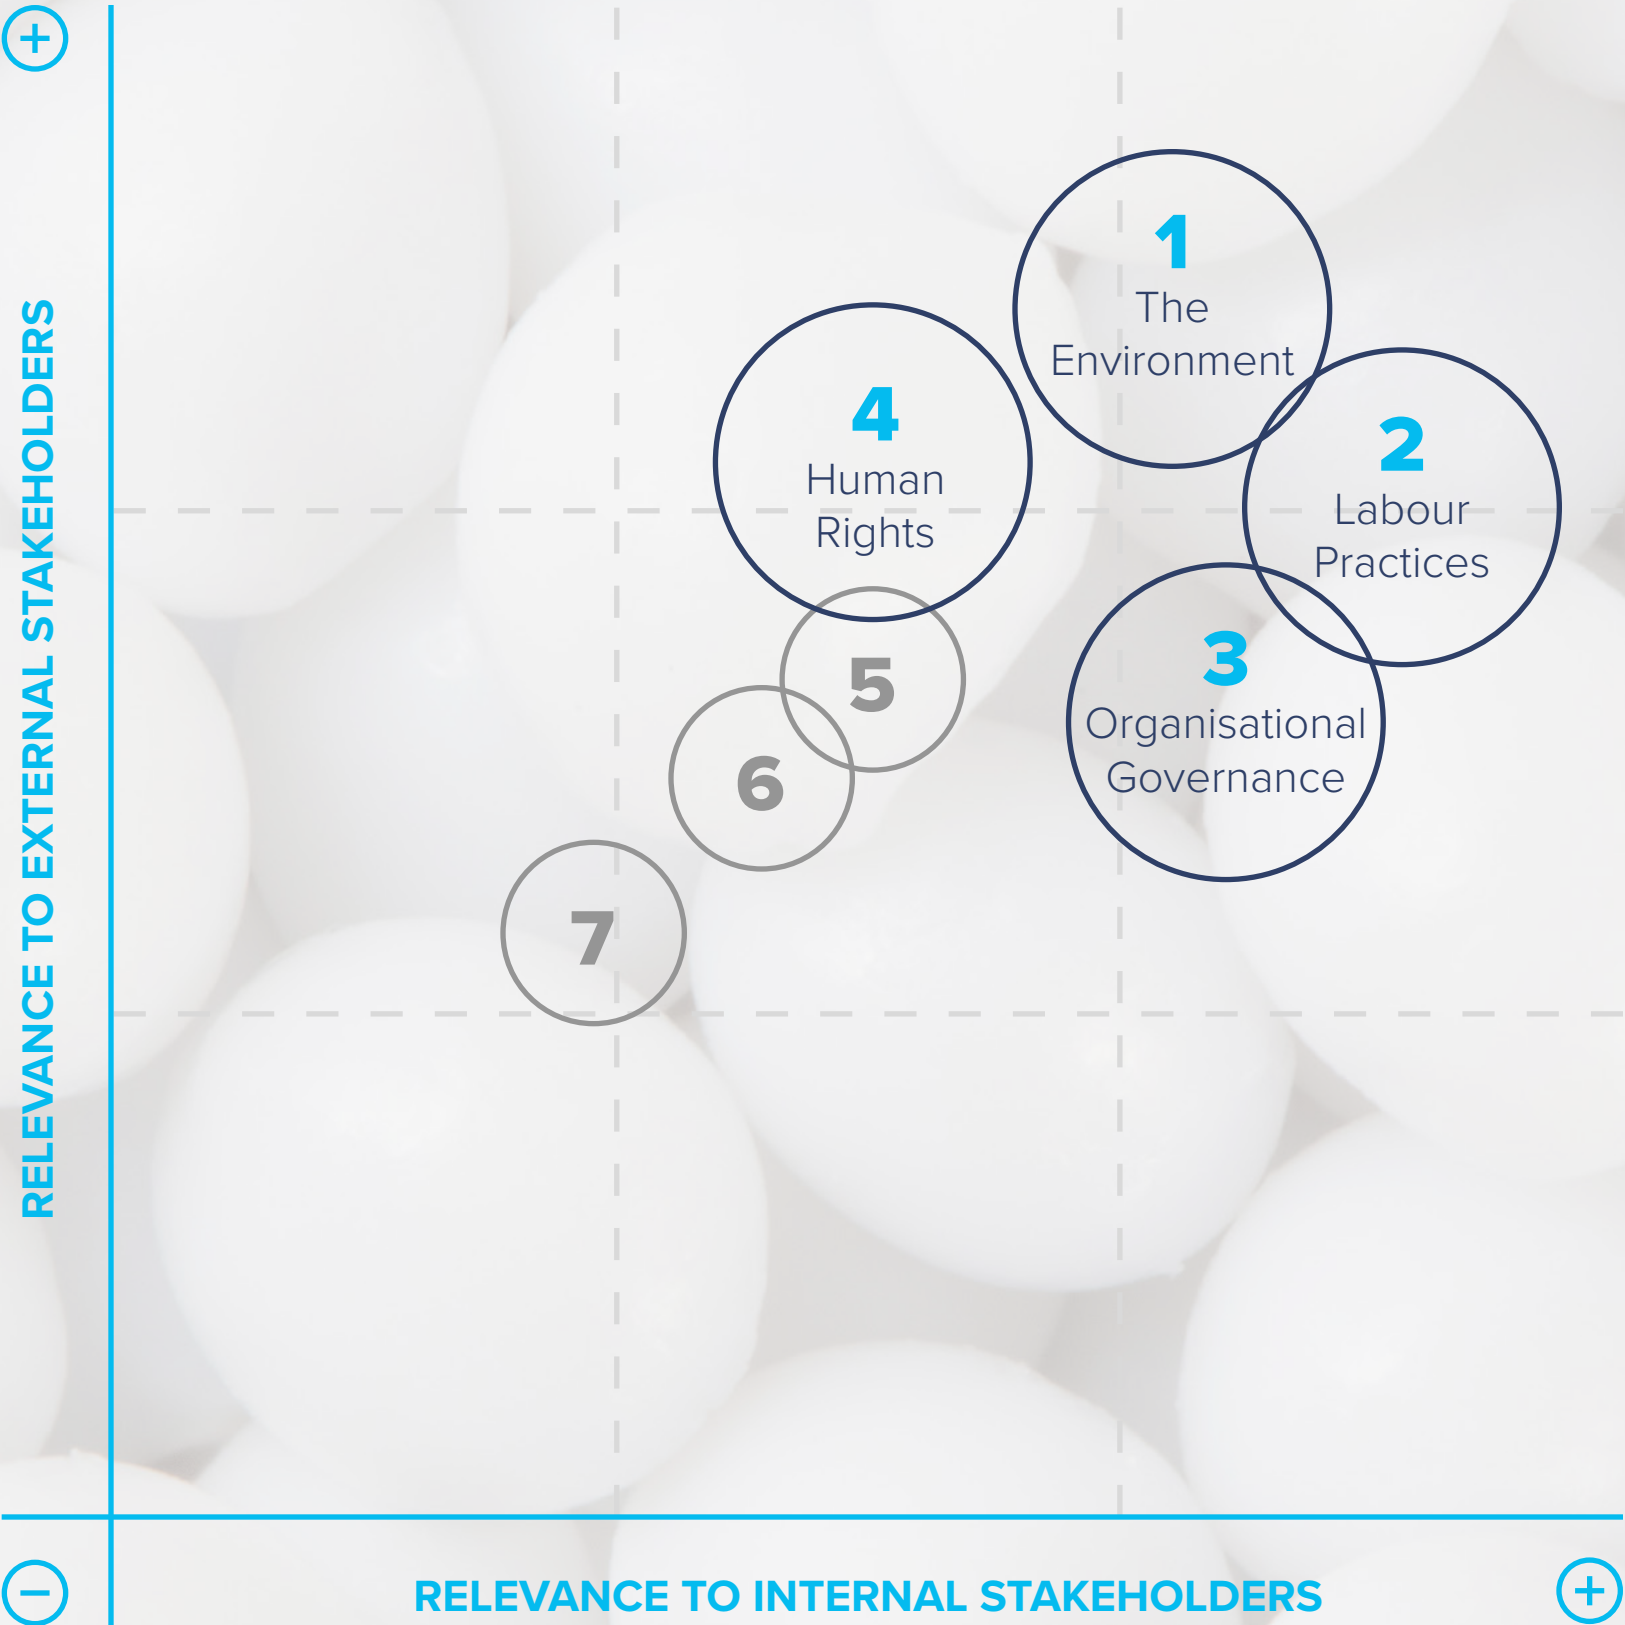 +
RELEVANCE TO EXTERNAL STAKEHOLDERS
1
The
Environment
2
Labour
Practices
3
Organisational
Governance
4
Human
Rights
5
6
7
−
RELEVANCE TO INTERNAL STAKEHOLDERS
+